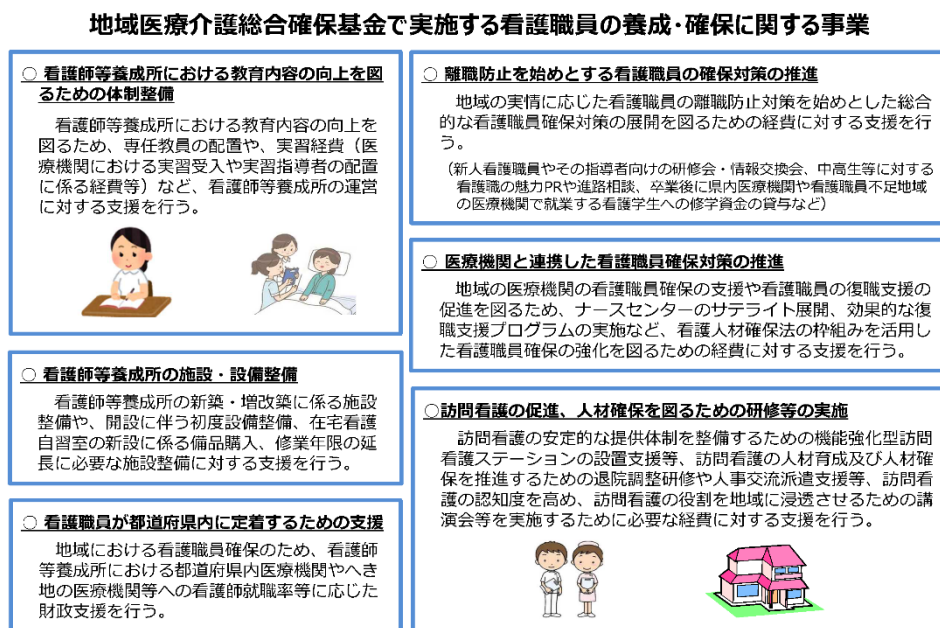 地域医療介護総合確保基金で実施する看護職員の養成・確保に関する事業
○ 看護師等養成所における教育内容の向上を図
るための体制整備
看護師等養成所における教育内容の向上を
図るため、専任教員の配置や、実習経費（医
療機関における実習受入や実習指導者の配置
に係る経費等）など、看護師等養成所の運営
に対する支援を行う。
○ 看護師等養成所の施設・設備整備
看護師等養成所の新築・増改築に係る施設
整備や、開設に伴う初度設備整備、在宅看護
自習室の新設に係る備品購入、修業年限の延
長に必要な施設整備に対する支援を行う。
○ 看護職員が都道府県内に定着するための支援
地域における看護職員確保のため、看護師
等養成所における都道府県内医療機関やへき
地の医療機関等への看護師就職率等に応じた
財政支援を行う。
○ 離職防止を始めとする看護職員の確保対策の推進
地域の実情に応じた看護職員の離職防止対策を始めとした総合
的な看護職員確保対策の展開を図るための経費に対する支援を行
う。
（新人看護職員やその指導者向けの研修会・情報交換会、中高生等に対する
看護職の魅力PRや進路相談、卒業後に県内医療機関や看護職員不足地域
の医療機関で就業する看護学生への修学資金の貸与など）
○ 医療機関と連携した看護職員確保対策の推進
地域の医療機関の看護職員確保の支援や看護職員の復職支援の
促進を図るため、ナースセンターのサテライト展開、効果的な復
職支援プログラムの実施など、看護人材確保法の枠組みを活用し
た看護職員確保の強化を図るための経費に対する支援を行う。
○訪問看護の促進、人材確保を図るための研修等の実施
訪問看護の安定的な提供体制を整備するための機能強化型訪問
看護ステーションの設置支援等、訪問看護の人材育成及び人材確
保を推進するための退院調整研修や人事交流派遣支援等、訪問看
護の認知度を高め、訪問看護の役割を地域に浸透させるための講
演会等を実施するために必要な経費に対する支援を行う。